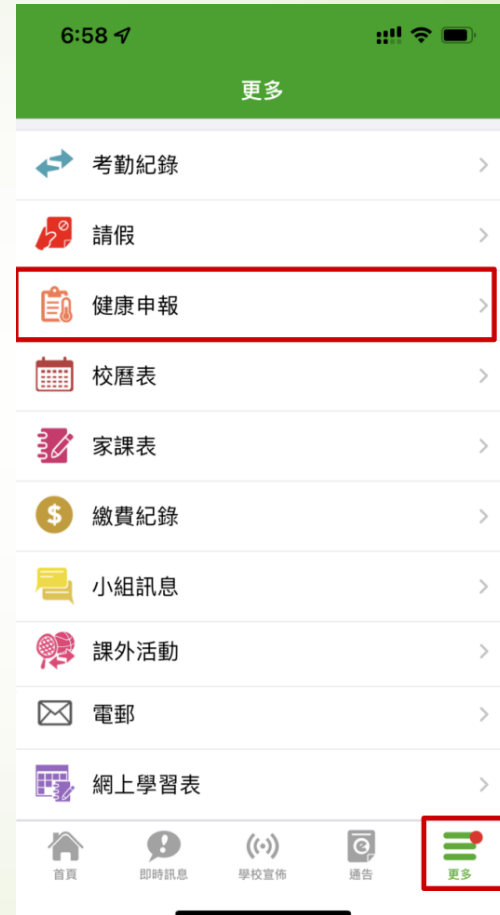 6:58
更多
考勤紀錄
請假
健康申報
校曆表
家課表
$ 繳費紀錄
小組訊息
課外活動
電郵
網上學習表
首頁 即時訊息 學校宣佈 通告 更多